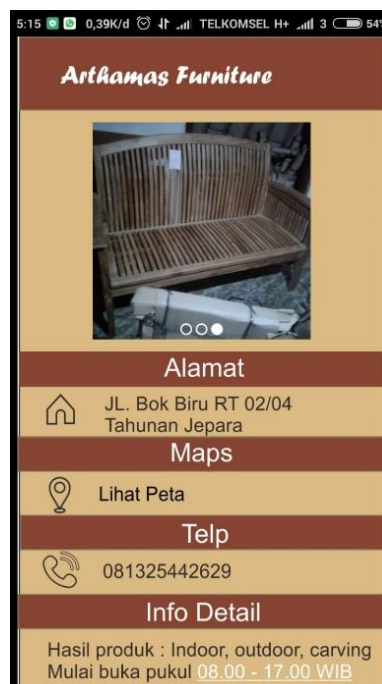 5:15 0,39K/d TELKOMSEL H+ 3 54%
Arthamas Furniture
Alamat
JL. Bok Biru RT 02/04
Tahunan Jepara
Maps
Lihat Peta
Telp
081325442629
Info Detail
Hasil produk : Indoor, outdoor, carving
Mulai buka pukul 08.00 - 17.00 WIB